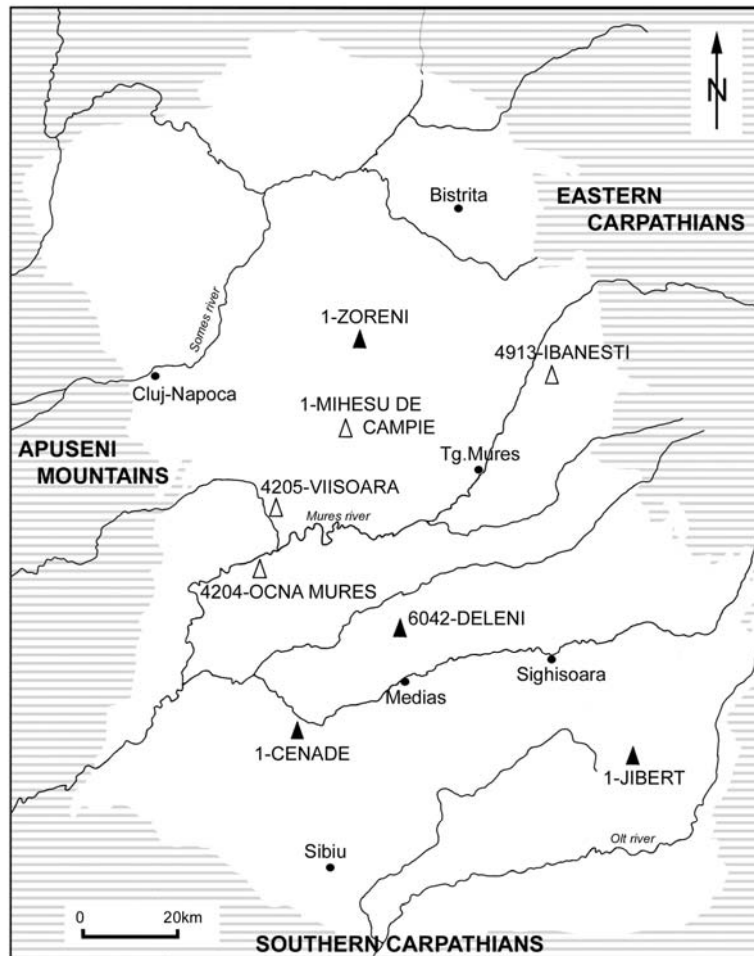 N
Bistrita
EASTERN
CARPATHIANS
Somes river
1-ZORENI
4913-IBANESTI
Cluj-Napoca
1-MIHESU DE
CAMPIE
APUSENI
MOUNTAINS
Tg.Mures
4205-VIISOARA
Mures river
4204-OCNA MURES
6042-DELENI
Sighisoara
Medias
1-CENADE
1-JIBERT
Olt river
Sibiu
0 20km
SOUTHERN CARPATHIANS